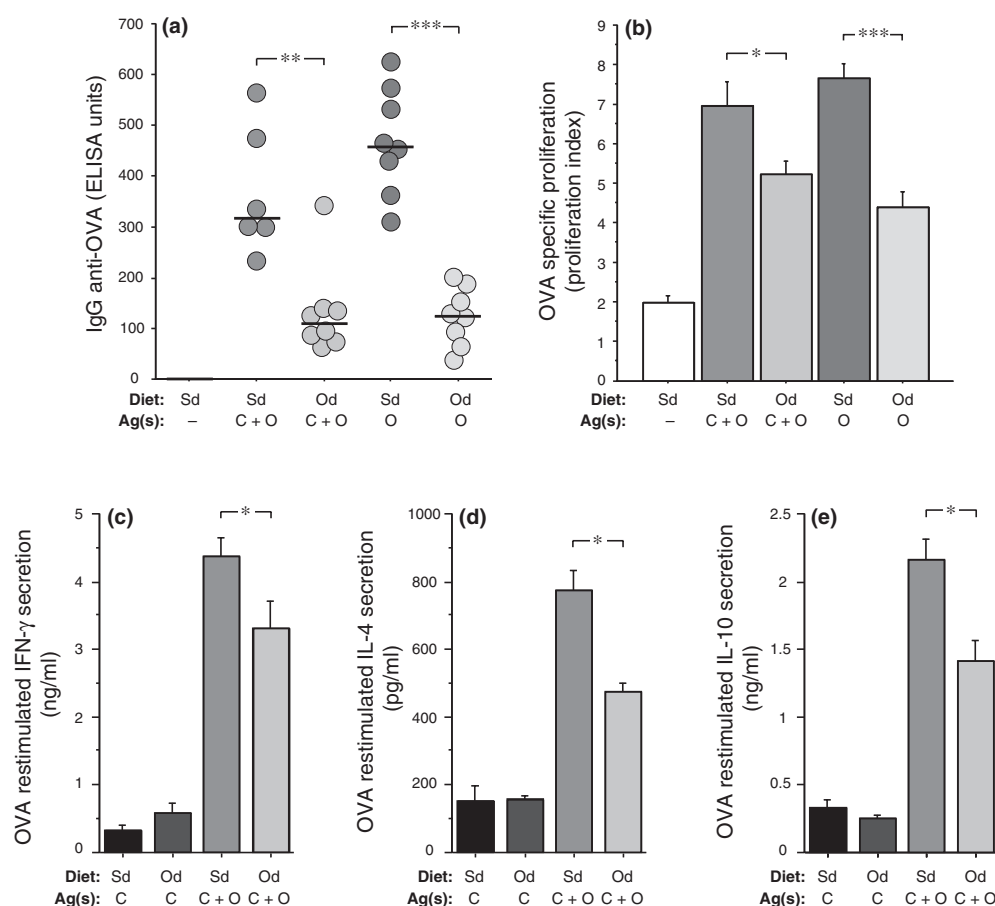 (a)
IgG anti-OVA (ELISA units)
700
600
500
400
300
200
100
0
**
***
Diet: Sd Sd Od Sd Od
Ag(s): – C + O C + O O O
(b)
OVA specific proliferation
(proliferation index)
9
8
7
6
5
4
3
2
1
0
*
***
Diet: Sd Sd Od Sd Od
Ag(s): – C + O C + O O O
(c)
OVA restimulated IFN-γ secretion
(ng/ml)
5
4
3
2
1
0
*
Diet: Sd Od Sd Od
Ag(s): C C C + O C + O
(d)
OVA restimulated IL-4 secretion
(pg/ml)
1000
800
600
400
200
0
*
Diet: Sd Od Sd Od
Ag(s): C C C + O C + O
(e)
OVA restimulated IL-10 secretion
(ng/ml)
2.5
2
1.5
1
0.5
0
*
Diet: Sd Od Sd Od
Ag(s): C C C + O C + O